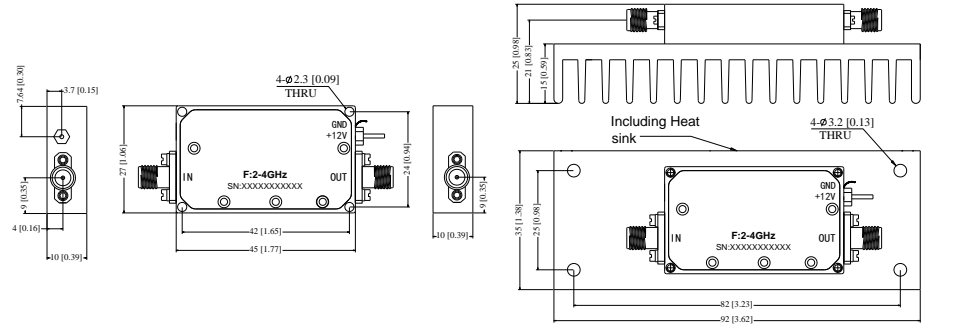 7.64 [0.30]
3.7 [0.15]
9 [0.35]
4 [0.16]
10 [0.39]
4-ø2.3 [0.09]
THRU
27 [1.06]
GND
+12V
IN
F:2-4GHz
OUT
SN:XXXXXXXXXXX
24 [0.94]
42 [1.65]
45 [1.77]
9 [0.35]
10 [0.39]
25 [0.98]
21 [0.83]
15 [0.59]
Including Heat
sink
4-ø3.2 [0.13]
THRU
35 [1.38]
25 [0.98]
GND
+12V
IN
F:2-4GHz
OUT
SN:XXXXXXXXXXX
82 [3.23]
92 [3.62]